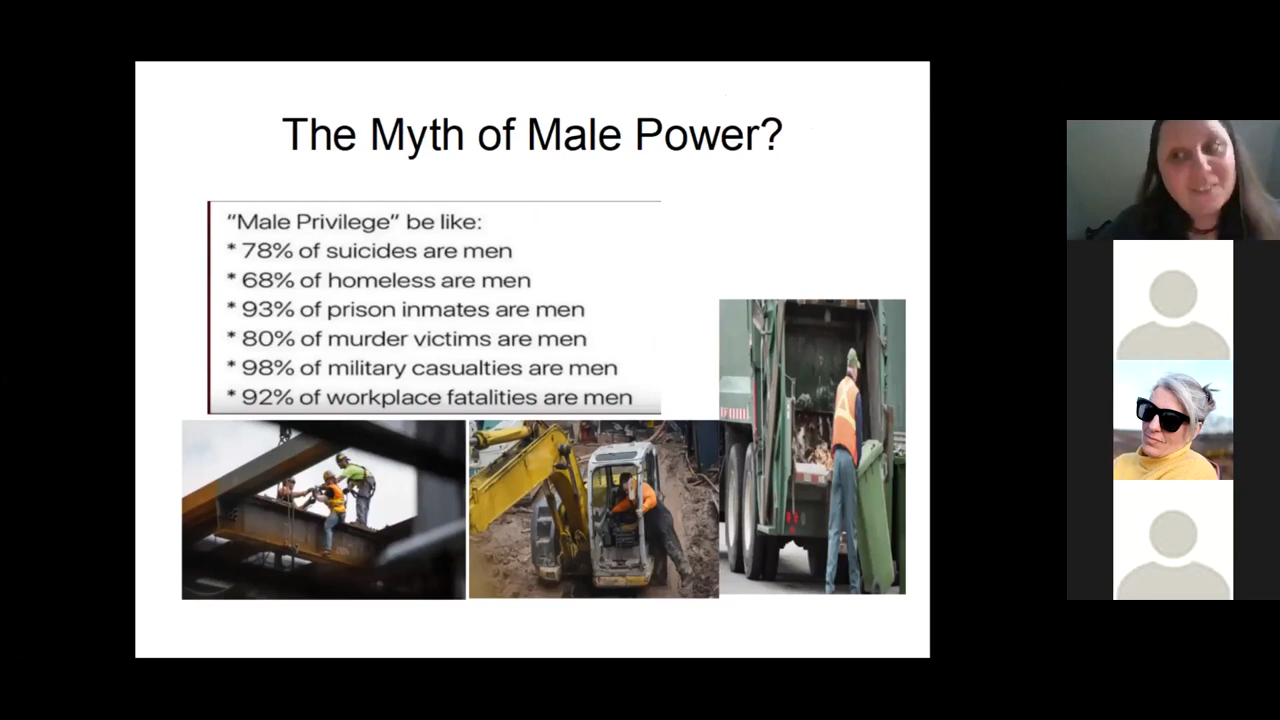 The Myth of Male Power?
“Male Privilege” be like:
* 78% of suicides are men
* 68% of homeless are men
* 93% of prison inmates are men
* 80% of murder victims are men
* 98% of military casualties are men
* 92% of workplace fatalities are men